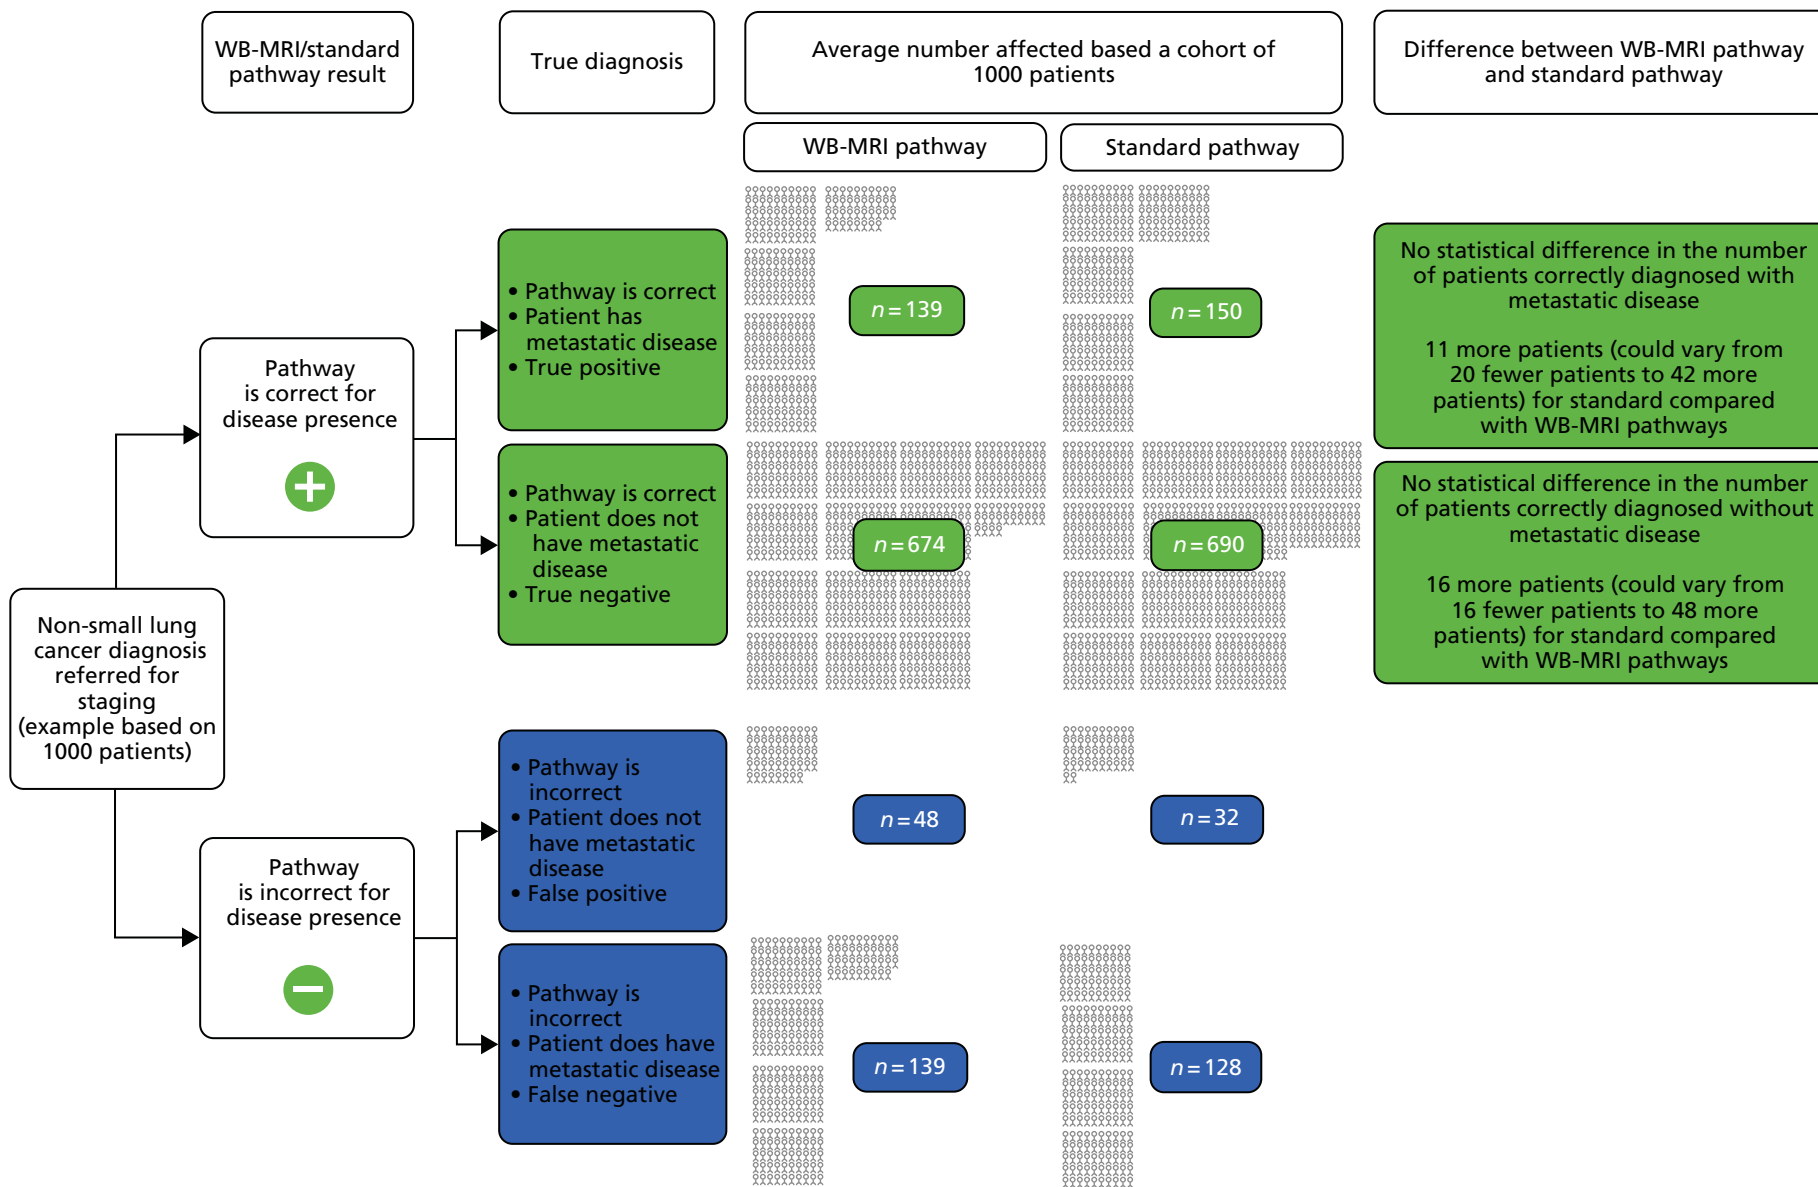 WB-MRI/standard
pathway result
True diagnosis
Average number affected based a cohort of
1000 patients
Difference between WB-MRI pathway
and standard pathway
WB-MRI pathway
Standard pathway
Non-small lung
cancer diagnosis
referred for
staging
(example based on
1000 patients)
Pathway
is correct for
disease presence
+
• Pathway is correct
• Patient has
metastatic disease
• True positive
n=139
n=150
No statistical difference in the number
of patients correctly diagnosed with
metastatic disease
11 more patients (could vary from
20 fewer patients to 42 more
patients) for standard compared
with WB-MRI pathways
• Pathway is correct
• Patient does not
have metastatic
disease
• True negative
n=674
n=690
No statistical difference in the number
of patients correctly diagnosed without
metastatic disease
16 more patients (could vary from
16 fewer patients to 48 more
patients) for standard compared
with WB-MRI pathways
Pathway
is incorrect for
disease presence
−
• Pathway is
incorrect
• Patient does not
have metastatic
disease
• False positive
n=48
n=32
• Pathway is
incorrect
• Patient does have
metastatic disease
• False negative
n=139
n=128